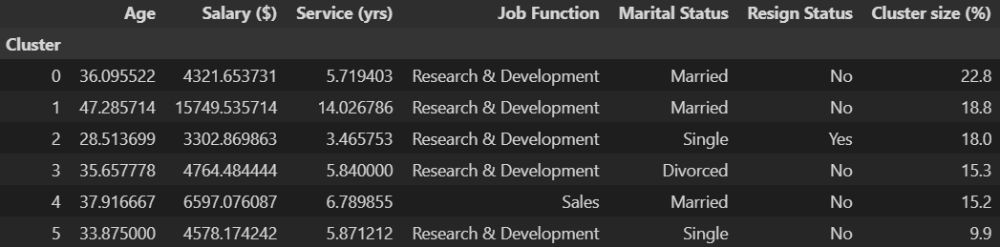 Age Salary ($) Service (yrs) Job Function Marital Status Resign Status Cluster size (%)
Cluster
0 36.095522 4321.653731 5.719403 Research & Development Married No 22.8
1 47.285714 15749.535714 14.026786 Research & Development Married No 18.8
2 28.513699 3302.869863 3.465753 Research & Development Single Yes 18.0
3 35.657778 4764.484444 5.840000 Research & Development Divorced No 15.3
4 37.916667 6597.076087 6.789855 Sales Married No 15.2
5 33.875000 4578.174242 5.871212 Research & Development Single No 9.9